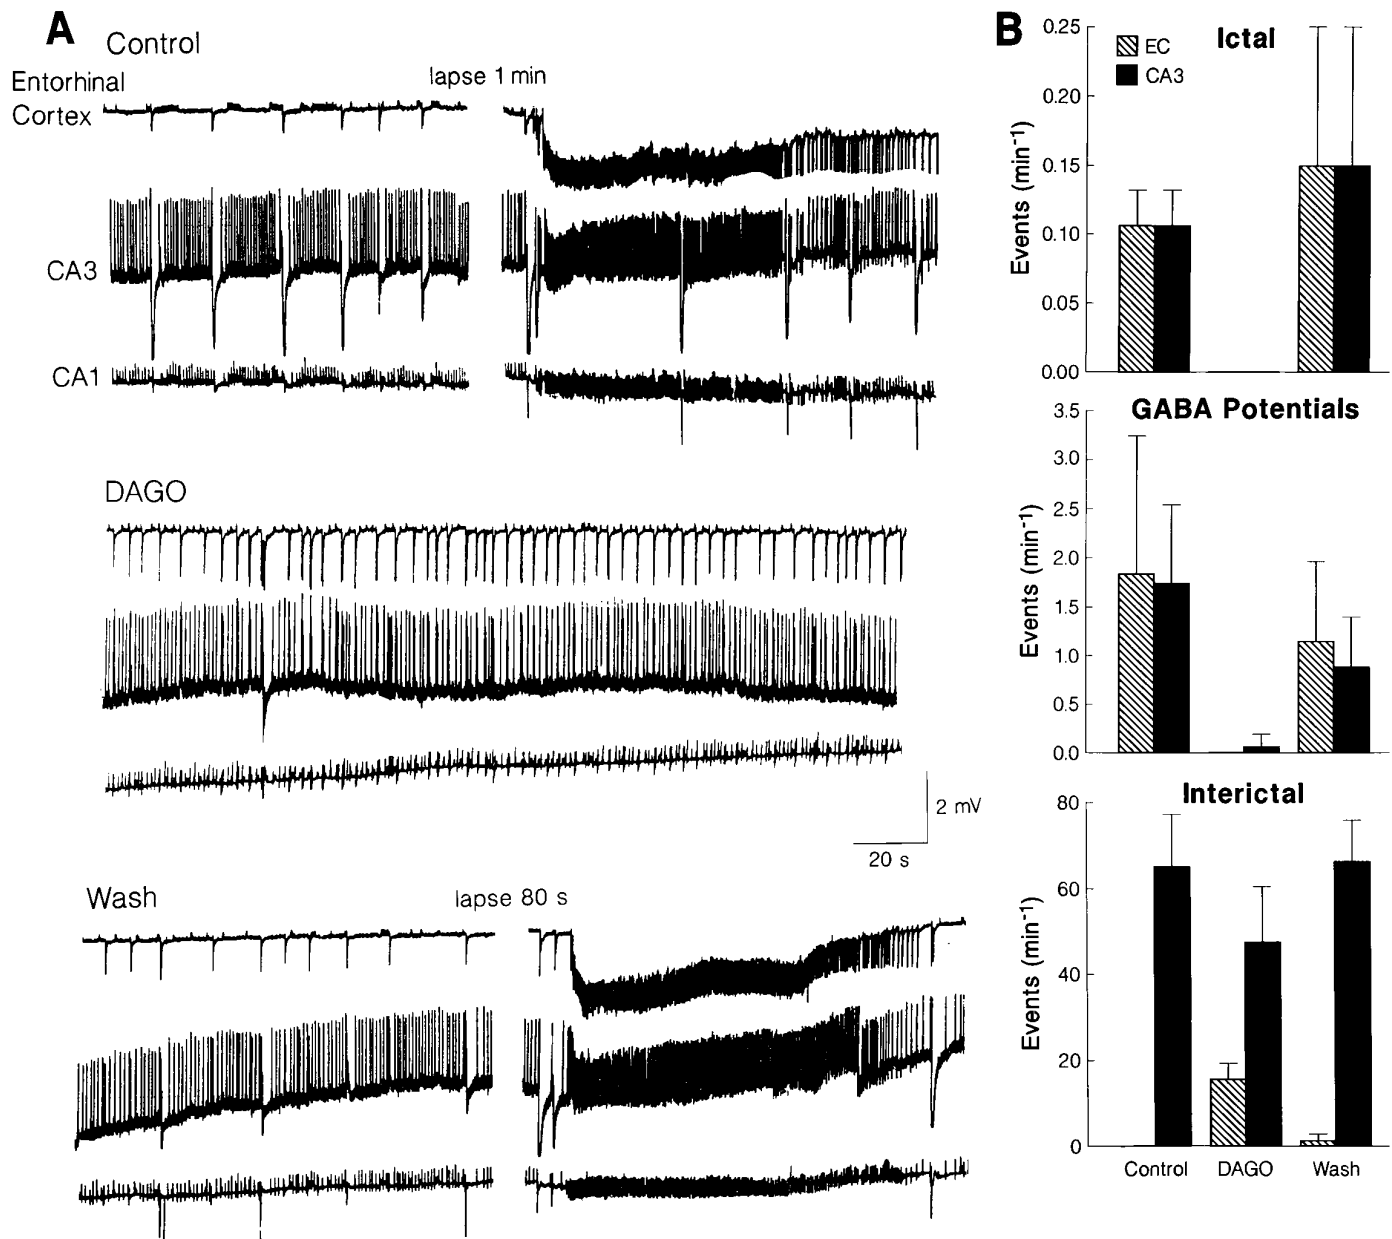 A
Control
Entorhinal
Cortex
lapse 1 min
CA3
CA1
DAGO
2 mV
20 s
Wash
lapse 80 s
B
Ictal
EC
CA3
0.25
0.20
0.15
0.10
0.05
0.00
Events (min⁻¹)
GABA Potentials
3.5
3.0
2.5
2.0
1.5
1.0
0.5
0.0
Events (min⁻¹)
Interictal
80
60
40
20
0
Events (min⁻¹)
Control DAGO Wash